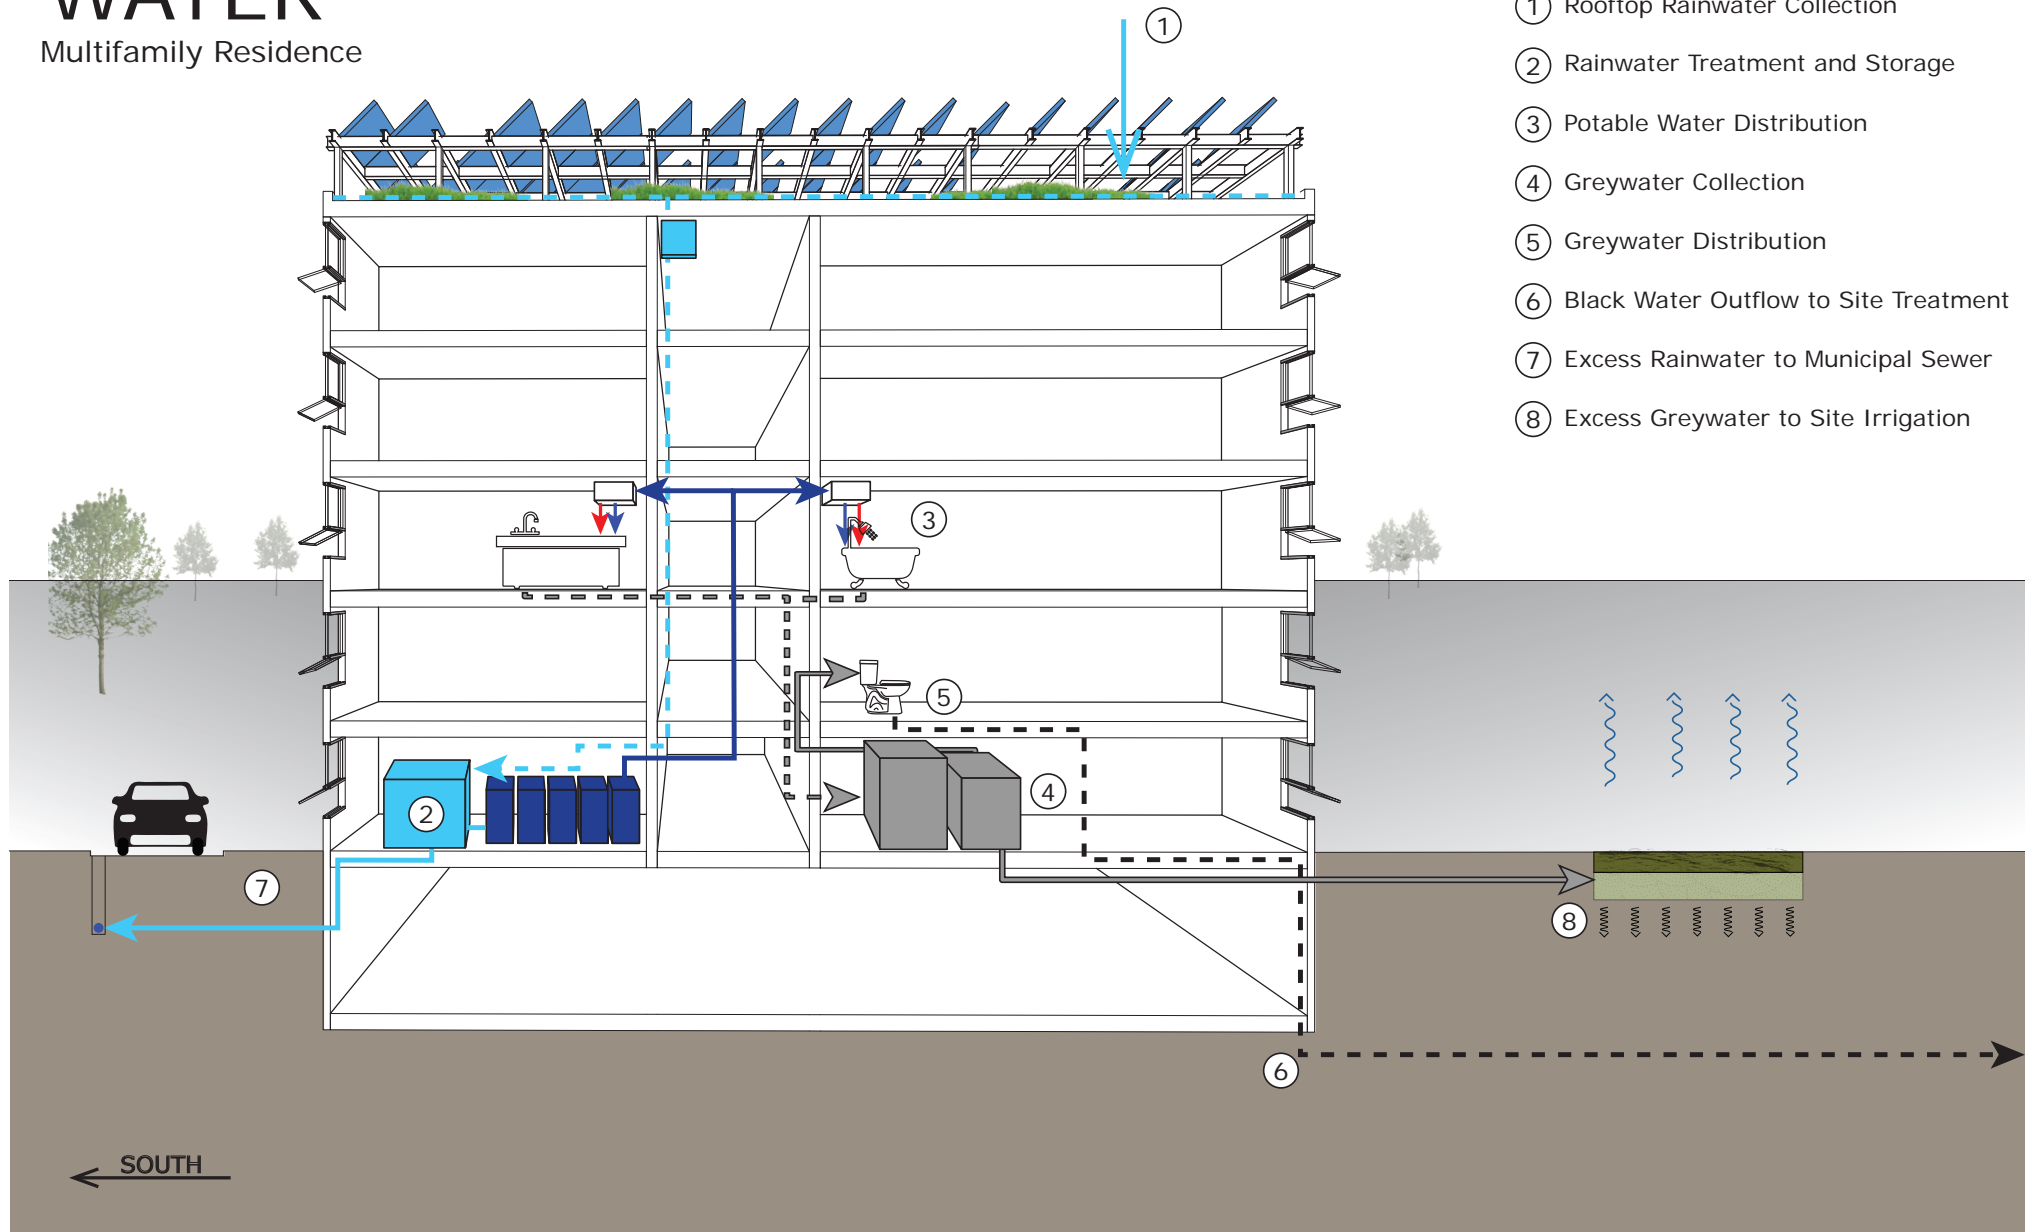 WATER
Multifamily Residence
1
1 Rooftop Rainwater Collection
2 Rainwater Treatment and Storage
3 Potable Water Distribution
4 Greywater Collection
5 Greywater Distribution
6 Black Water Outflow to Site Treatment
7 Excess Rainwater to Municipal Sewer
8 Excess Greywater to Site Irrigation
3
5
4
2
7
8
6
SOUTH